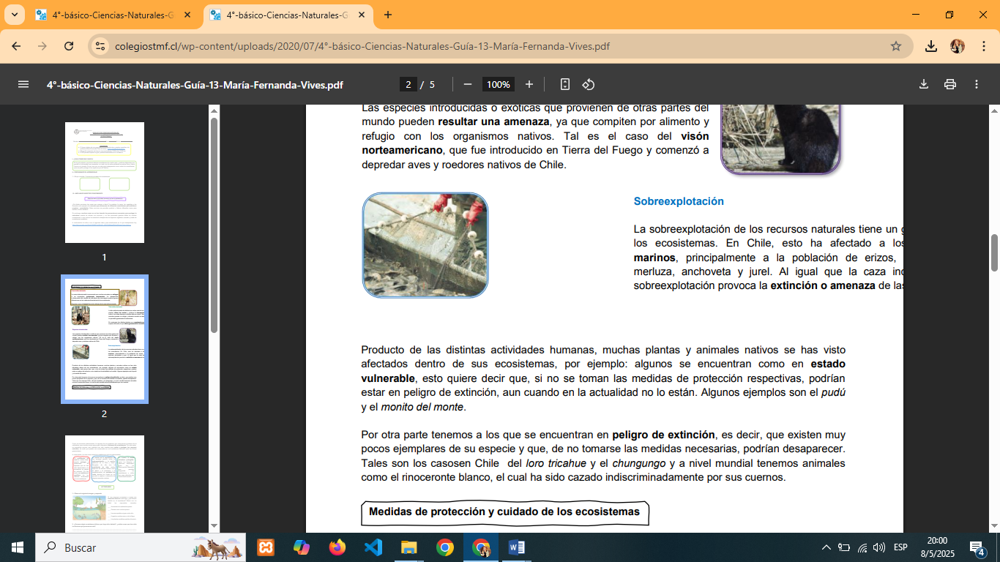 4°-básico-Ciencias-Naturales-G
4°-básico-Ciencias-Naturales-G
colegiostmf.cl/wp-content/uploads/2020/07/4°-básico-Ciencias-Naturales-Guía-13-María-Fernanda-Vives.pdf
4°-básico-Ciencias-Naturales-Guía-13-María-Fernanda-Vives.pdf
2 / 5
100%
1
2
Las especies introducidas o exóticas que provienen de otras partes del
mundo pueden resultar una amenaza, ya que compiten por alimento y
refugio con los organismos nativos. Tal es el caso del visón
norteamericano, que fue introducido en Tierra del Fuego y comenzó a
depredar aves y roedores nativos de Chile.
Sobreexplotación
La sobreexplotación de los recursos naturales tiene un
los ecosistemas. En Chile, esto ha afectado a los
marinos, principalmente a la población de erizos,
merluza, anchoveta y jurel. Al igual que la caza
sobreexplotación provoca la extinción o amenaza de las
Producto de las distintas actividades humanas, muchas plantas y animales nativos se has visto
afectados dentro de sus ecosistemas, por ejemplo: algunos se encuentran como en estado
vulnerable, esto quiere decir que, si no se toman las medidas de protección respectivas, podrían
estar en peligro de extinción, aun cuando en la actualidad no lo están. Algunos ejemplos son el pudú
y el monito del monte.
Por otra parte tenemos a los que se encuentran en peligro de extinción, es decir, que existen muy
pocos ejemplares de su especie y que, de no tomarse las medidas necesarias, podrían desaparecer.
Tales son los casosen Chile del loro tricahue y el chungungo y a nivel mundial tenemos animales
como el rinoceronte blanco, el cual ha sido cazado indiscriminadamente por sus cuernos.
Medidas de protección y cuidado de los ecosistemas
Buscar
ESP
20:00
8/5/2025
4